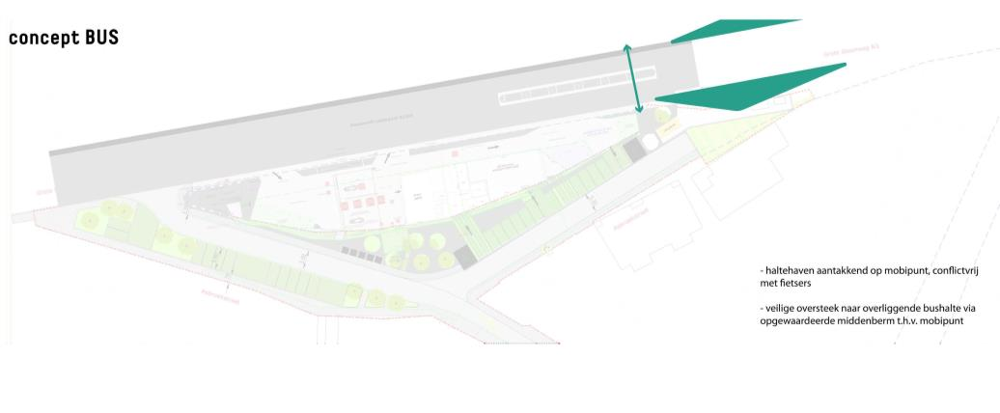 concept BUS
- haltehaven aantakkend op mobipunt, conflictvrij
met fietsers
- veilige oversteek naar overliggende bushalte via
opgewaardeerde middenberm t.h.v. mobipunt